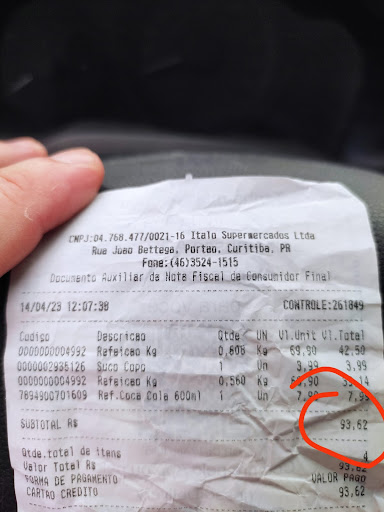 CNPJ:04.768.477/0021-16 Italo Supermercados Ltda
Rua Joao Bettega, Portao, Curitiba, PR
Fone:(46)3524-1515
Documento Auxiliar da Nota Fiscal de Consumidor Final
14/04/23 12:07:38 CONTROLE:261849
Codigo Descricao Qtde UN Vl.Unit Vl.Total
0000000004992 Refeicao Kg 0,608 Kg 69,90 42,50
0000002935126 Suco Copo 1 Un 3,99 3,99
0000000004992 Refeicao Kg 0,560 Kg
7894900701609 Ref.Coca Cola 600ml 1 Un 7,99
SUBTOTAL R$ 93,62
Qtde.total de itens 4
Valor Total R$ 93,62
FORMA DE PAGAMENTO VALOR PAGO
CARTAO CREDITO 93,62